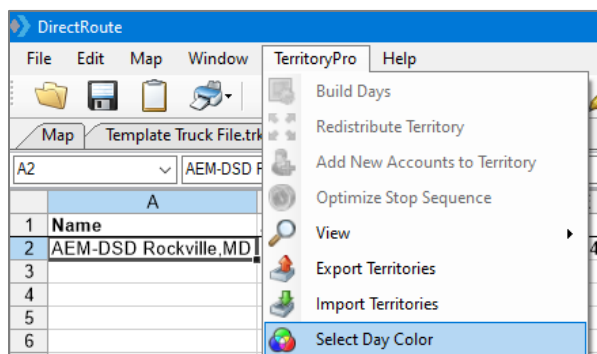 DirectRoute
File Edit Map Window TerritoryPro Help
Build Days
Redistribute Territory
Map Template Truck File.trk
Add New Accounts to Territory
A2 AEM-DSD
Optimize Stop Sequence
A
View
1 Name
2 AEM-DSD Rockville,MD
4
3
Export Territories
4
Import Territories
5
6
Select Day Color